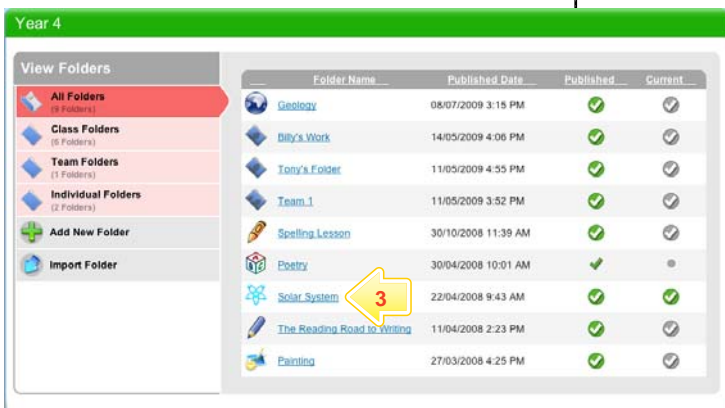 Year 4
View Folders
All Folders
(9 Folders)
Class Folders
(6 Folders)
Team Folders
(1 Folders)
Individual Folders
(2 Folders)
Add New Folder
Import Folder
Folder Name Published Date Published Current
Geology 08/07/2009 3:15 PM
Billy's Work 14/05/2009 4:06 PM
Tony's Folder 11/05/2009 4:55 PM
Team 1 11/05/2009 3:52 PM
Spelling Lesson 30/10/2008 11:39 AM
Poetry 30/04/2008 10:01 AM
Solar System 3 22/04/2008 9:43 AM
The Reading Road to Writing 11/04/2008 2:23 PM
Painting 27/03/2008 4:25 PM